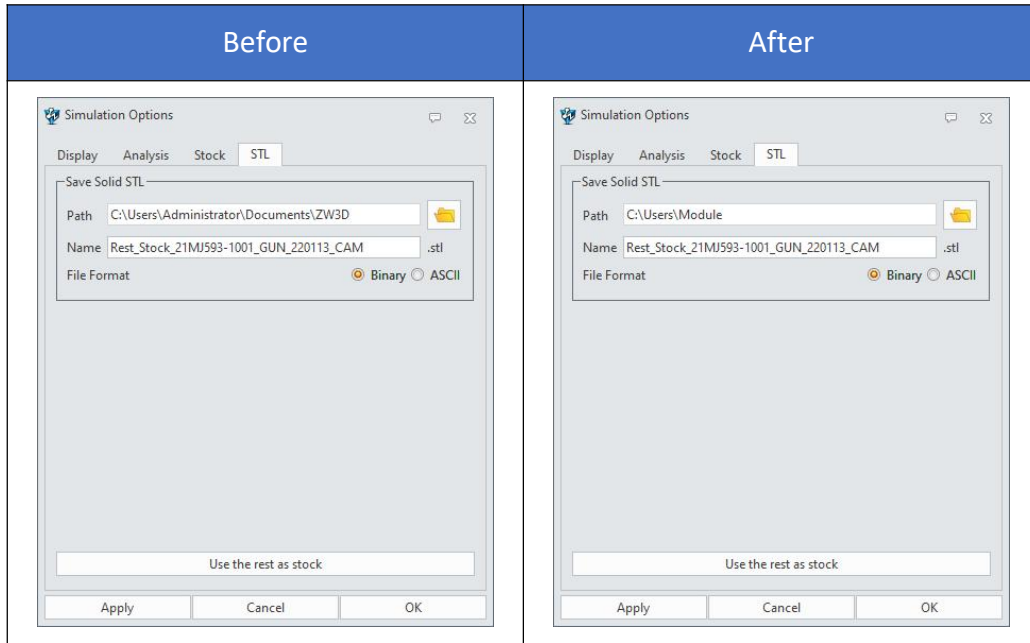 Before
After
Simulation Options
Display Analysis Stock STL
Save Solid STL
Path C:\Users\Administrator\Documents\ZW3D
Name Rest_Stock_21MJ593-1001_GUN_220113_CAM .stl
File Format Binary ASCII
Use the rest as stock
Apply Cancel OK
Simulation Options
Display Analysis Stock STL
Save Solid STL
Path C:\Users\Module
Name Rest_Stock_21MJ593-1001_GUN_220113_CAM .stl
File Format Binary ASCII
Use the rest as stock
Apply Cancel OK